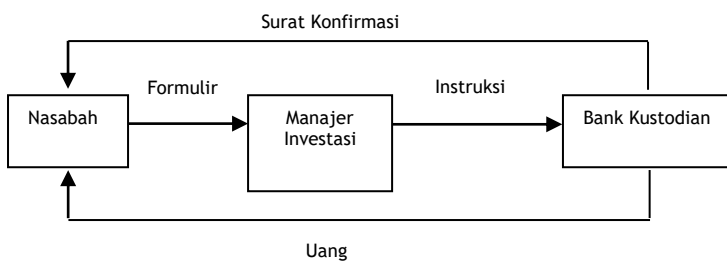 Surat Konfirmasi
Formulir
Instruksi
Nasabah
Manajer
Investasi
Bank Kustodian
Uang